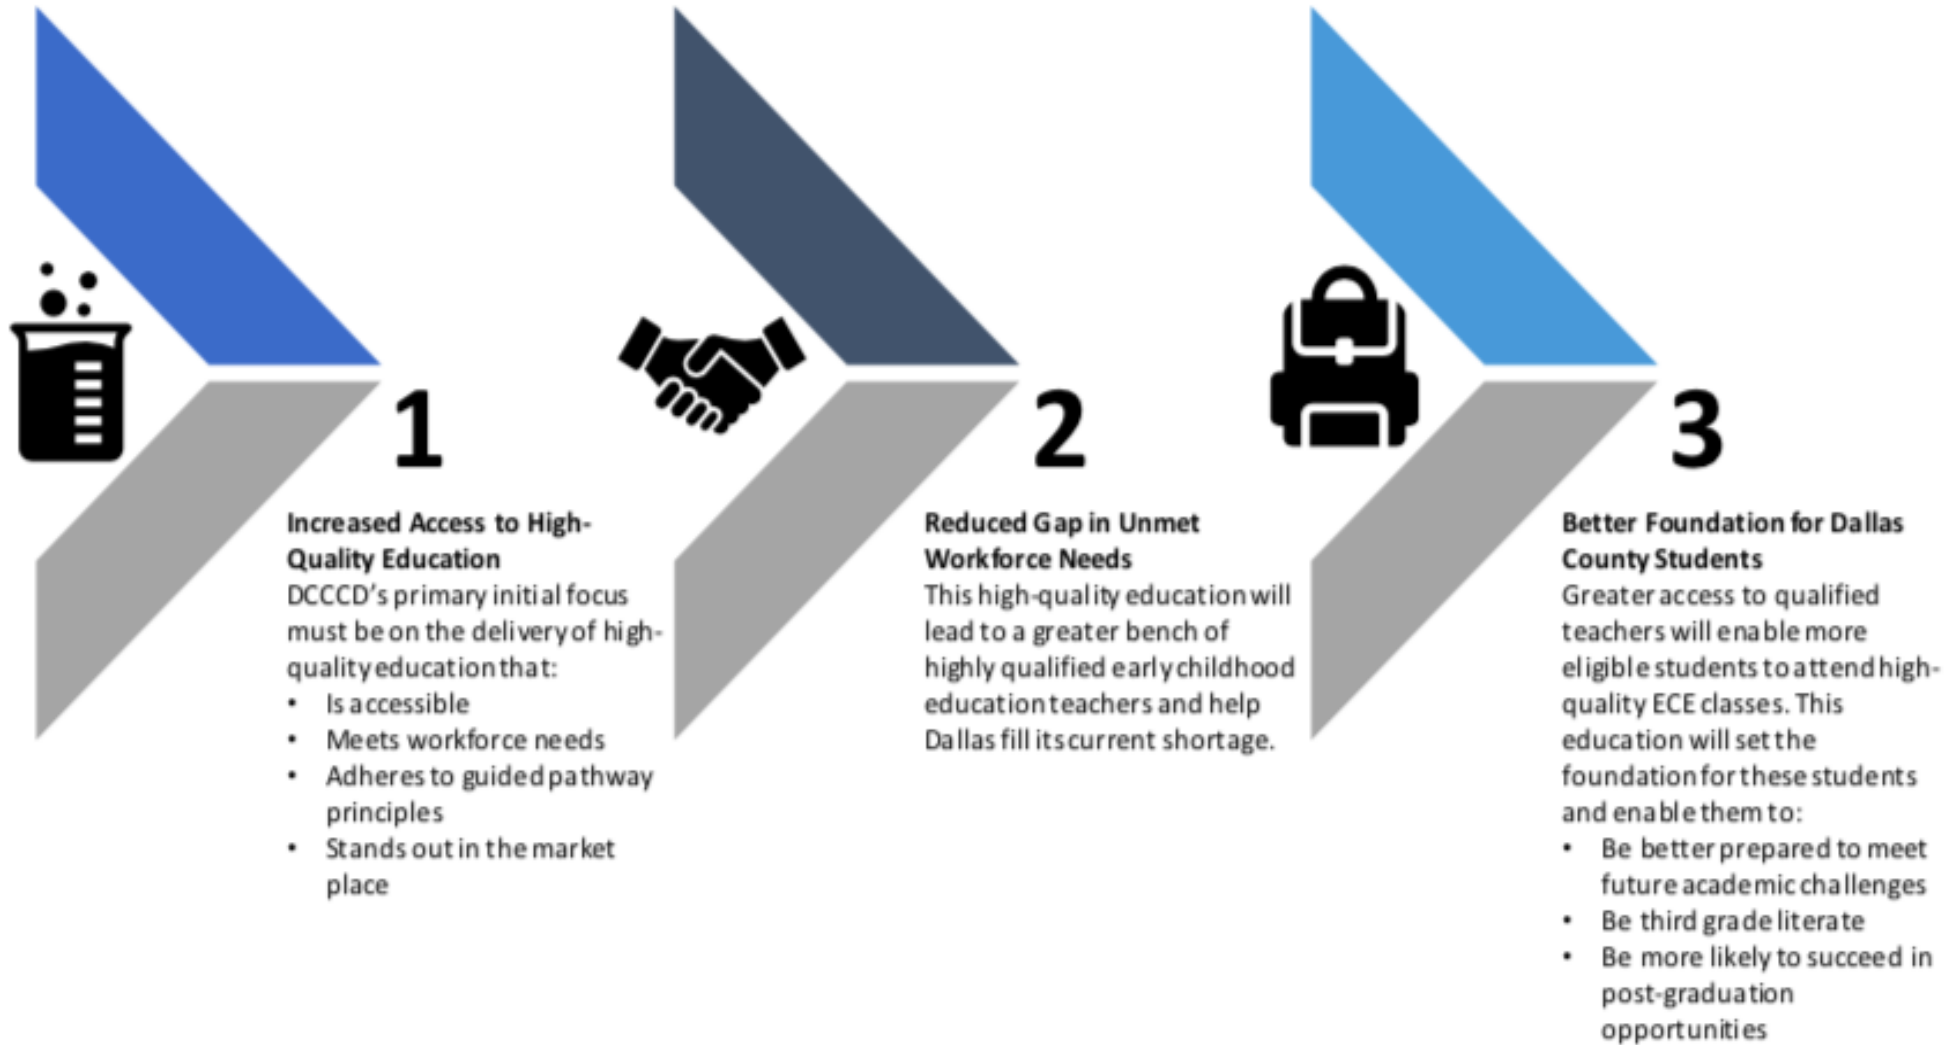 1
Increased Access to High-
Quality Education
DCCCD's primary initial focus
must be on the delivery of high-
quality education that:
• Is accessible
• Meets workforce needs
• Adheres to guided pathway
principles
• Stands out in the market
place
2
Reduced Gap in Unmet
Workforce Needs
This high-quality education will
lead to a greater bench of
highly qualified early childhood
education teachers and help
Dallas fill its current shortage.
3
Better Foundation for Dallas
County Students
Greater access to qualified
teachers will enable more
eligible students to attend high-
quality ECE classes. This
education will set the
foundation for these students
and enable them to:
• Be better prepared to meet
future academic challenges
• Be third grade literate
• Be more likely to succeed in
post-graduation
opportunities